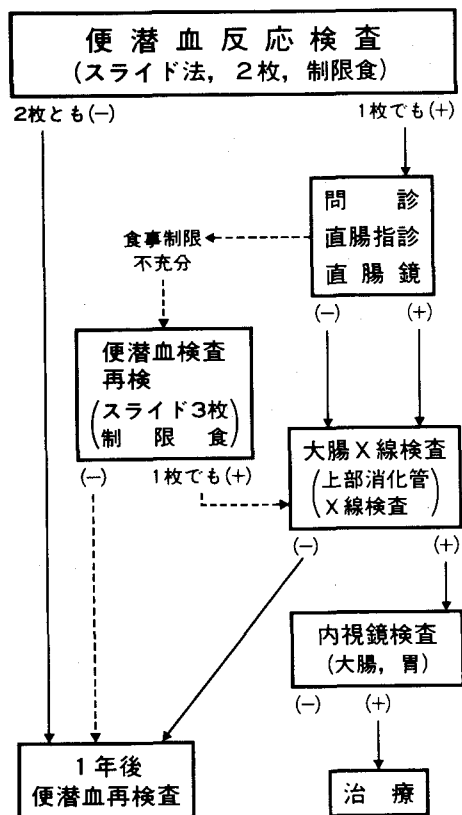 便潜血反応検査
(スライド法, 2枚, 制限食)
2枚とも(−)
1枚でも(+)
問診
直腸指診
直腸鏡
食事制限
不充分
(−)
(+)
便潜血検査
再検
(スライド3枚
制限食)
大腸X線検査
(上部消化管
X線検査)
(−)
1枚でも(+)
(−)
(+)
内視鏡検査
(大腸, 胃)
(−)
(+)
1年後
便潜血再検査
治療